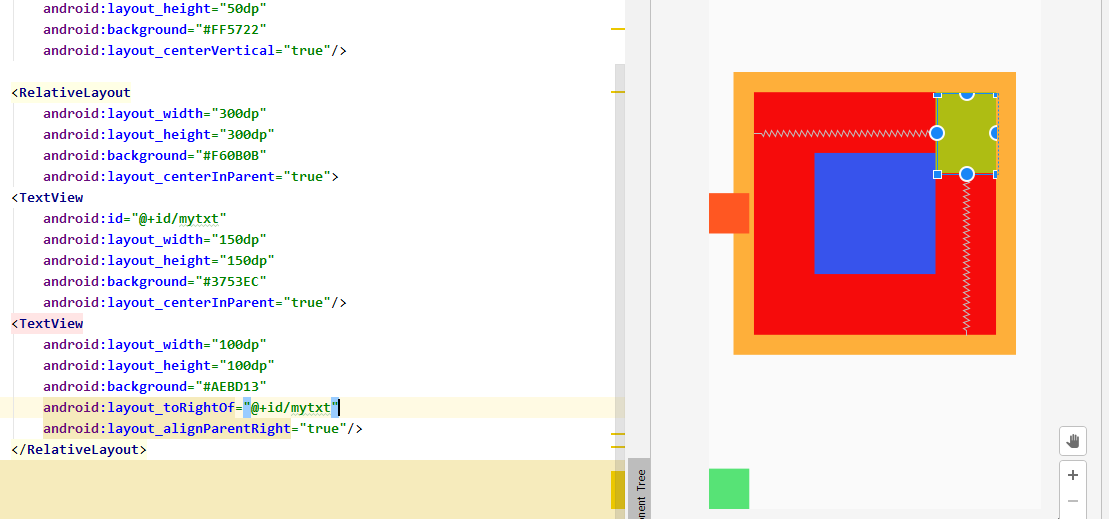 android:layout_height="50dp"
android:background="#FF5722"
android:layout_centerVertical="true"/>
<RelativeLayout
android:layout_width="300dp"
android:layout_height="300dp"
android:background="#F60B0B"
android:layout_centerInParent="true">
<TextView
android:id="@+id/mytxt"
android:layout_width="150dp"
android:layout_height="150dp"
android:background="#3753EC"
android:layout_centerInParent="true"/>
<TextView
android:layout_width="100dp"
android:layout_height="100dp"
android:background="#AEBD13"
android:layout_toRightOf="@+id/mytxt"
android:layout_alignParentRight="true"/>
</RelativeLayout>
Tree